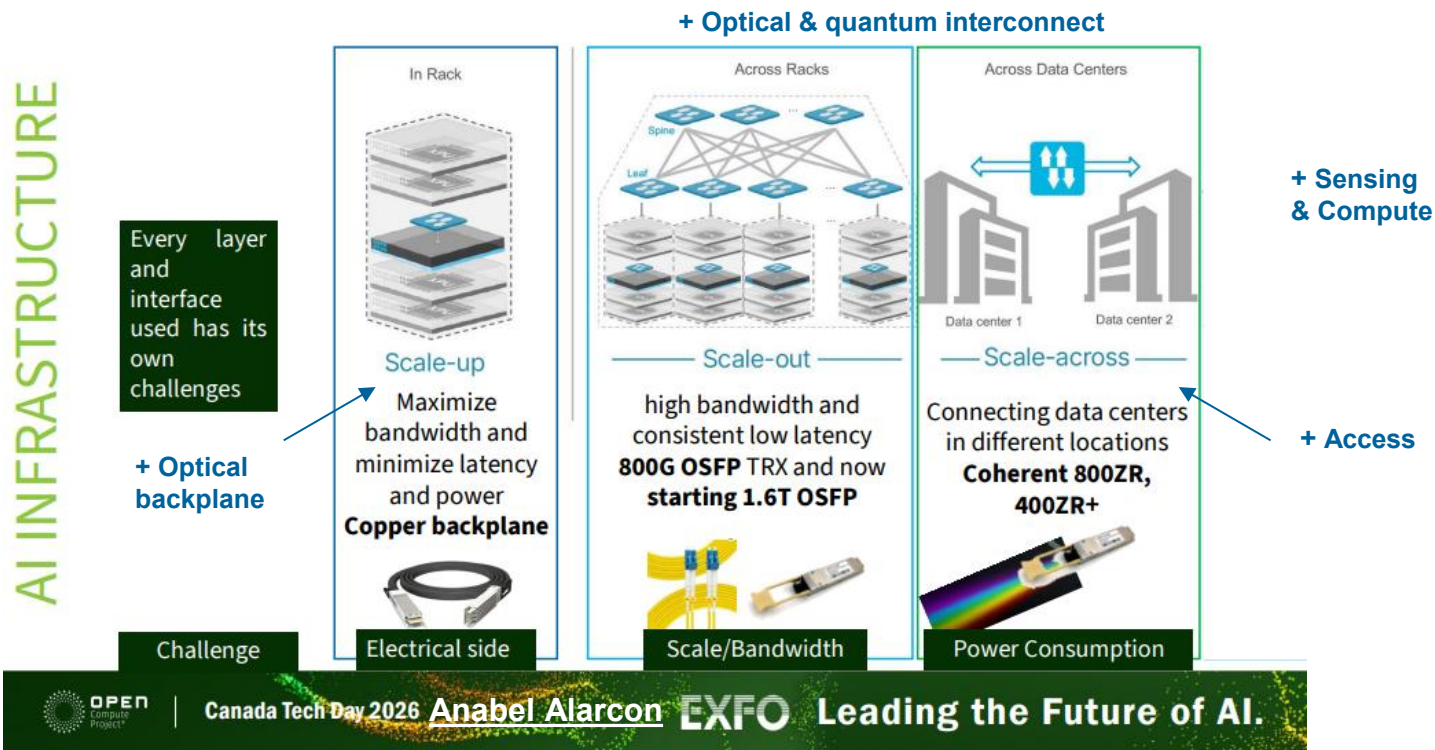 + Optical & quantum interconnect
AI INFRASTRUCTURE
Every layer
and
interface
used has its
own
challenges
+ Optical
backplane
Challenge
In Rack
XPU
Scale-up
Maximize
bandwidth and
minimize latency
and power
Copper backplane
Electrical side
Across Racks
Spine
...
Leaf
...
...
Scale-out
high bandwidth and
consistent low latency
800G OSFP TRX and now
starting 1.6T OSFP
Scale/Bandwidth
Across Data Centers
Data center 1
Data center 2
Scale-across
Connecting data centers
in different locations
Coherent 800ZR,
400ZR+
Power Consumption
+ Sensing
& Compute
+ Access
OPEN
Compute
Project®
Canada Tech Day 2026 Anabel Alarcon EXFO Leading the Future of AI.